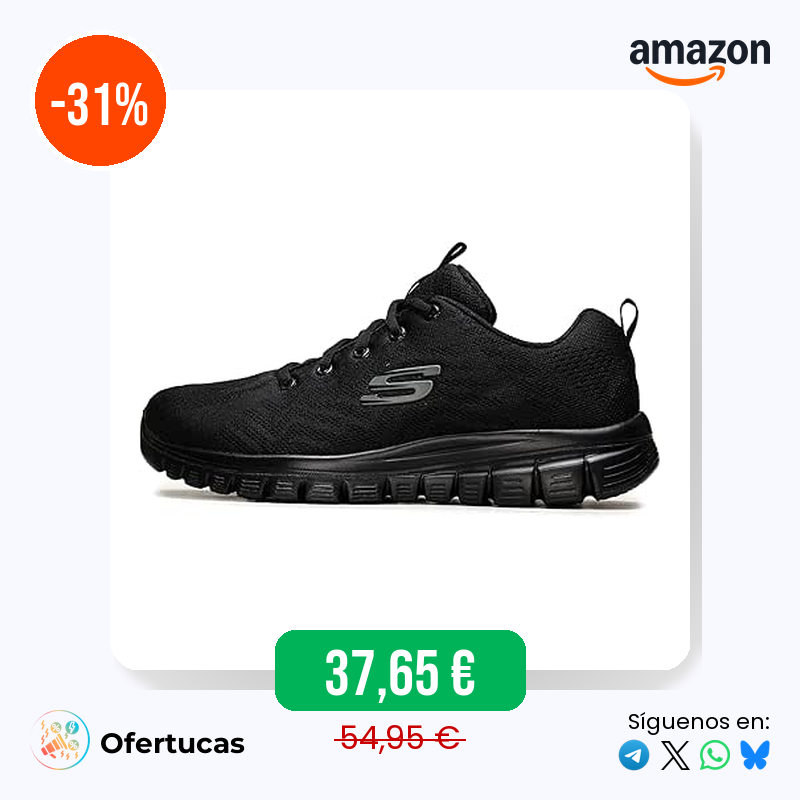 -31%
amazon
37,65 €
54,95 €
Ofertucas
Síguenos en: